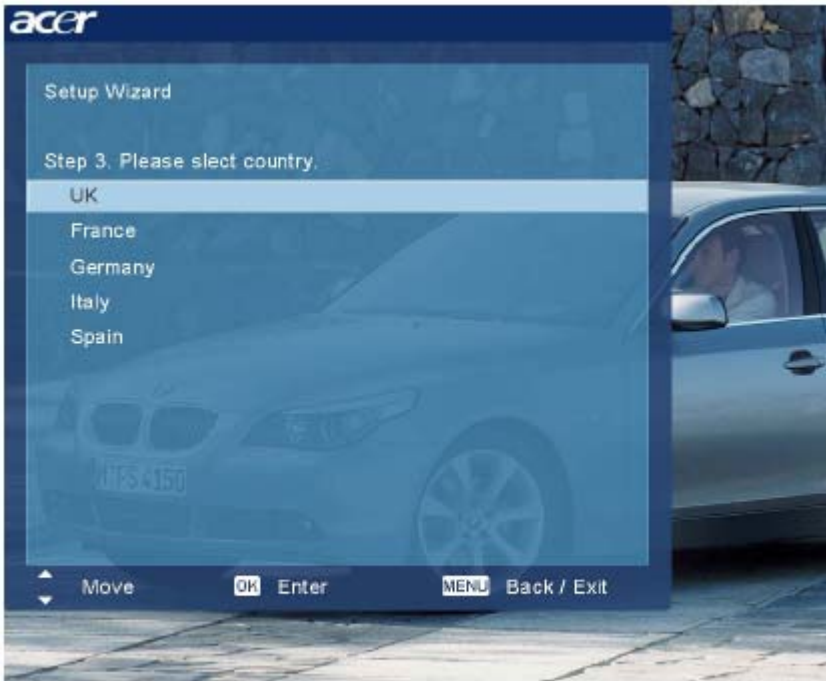 acer
Setup Wizard
Step 3. Please slect country.
UK
France
Germany
Italy
Spain
Move OK Enter MENU Back / Exit